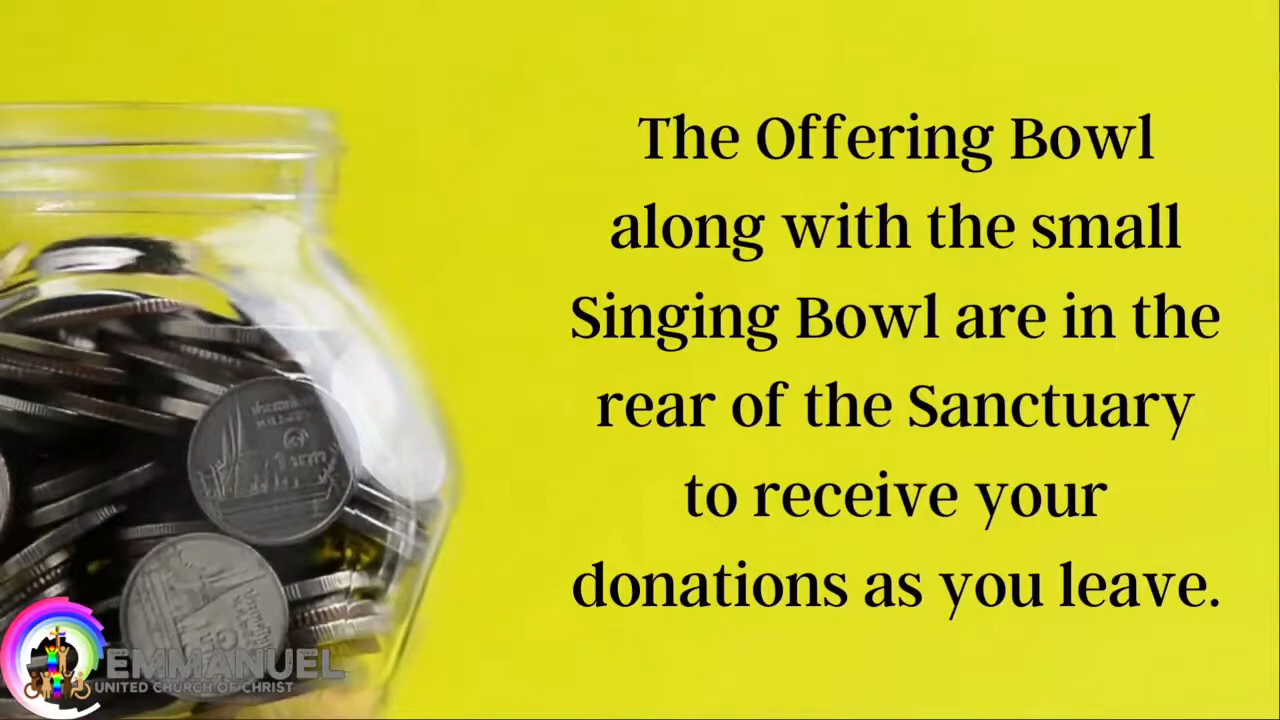 The Offering Bowl
along with the small
Singing Bowl are in the
rear of the Sanctuary
to receive your
donations as you leave.
EMMANUEL
UNITED CHURCH OF CHRIST